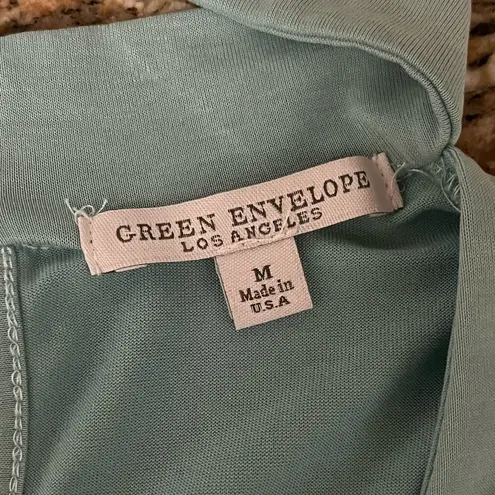 GREEN ENVELOPE
LOS ANGELES
M
Made in
U.S.A